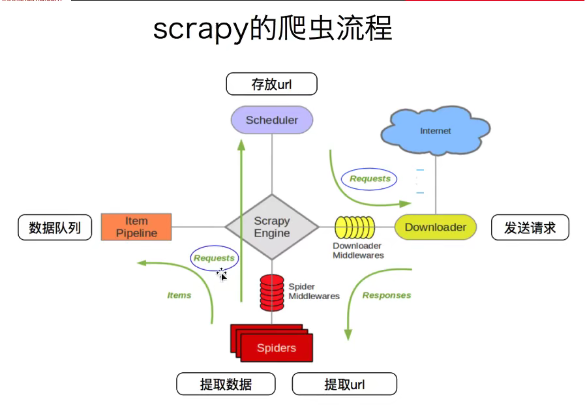 scrapy的爬虫流程
存放url
Scheduler
Internet
Requests
数据队列
Item
Pipeline
Scrapy
Engine
Downloader
发送请求
Downloader
Middlewares
Requests
Spider
Middlewares
Items
Responses
Spiders
提取数据
提取url